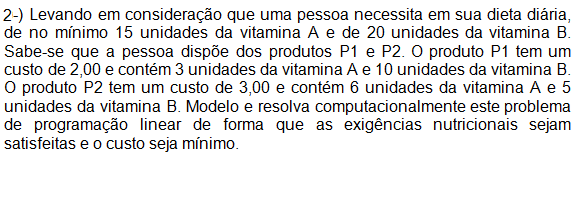 2-) Levando em consideração que uma pessoa necessita em sua dieta diária,
de no mínimo 15 unidades da vitamina A e de 20 unidades da vitamina B.
Sabe-se que a pessoa dispõe dos produtos P1 e P2. O produto P1 tem um
custo de 2,00 e contém 3 unidades da vitamina A e 10 unidades da vitamina B.
O produto P2 tem um custo de 3,00 e contém 6 unidades da vitamina A e 5
unidades da vitamina B. Modelo e resolva computacionalmente este problema
de programação linear de forma que as exigências nutricionais sejam
satisfeitas e o custo seja mínimo.